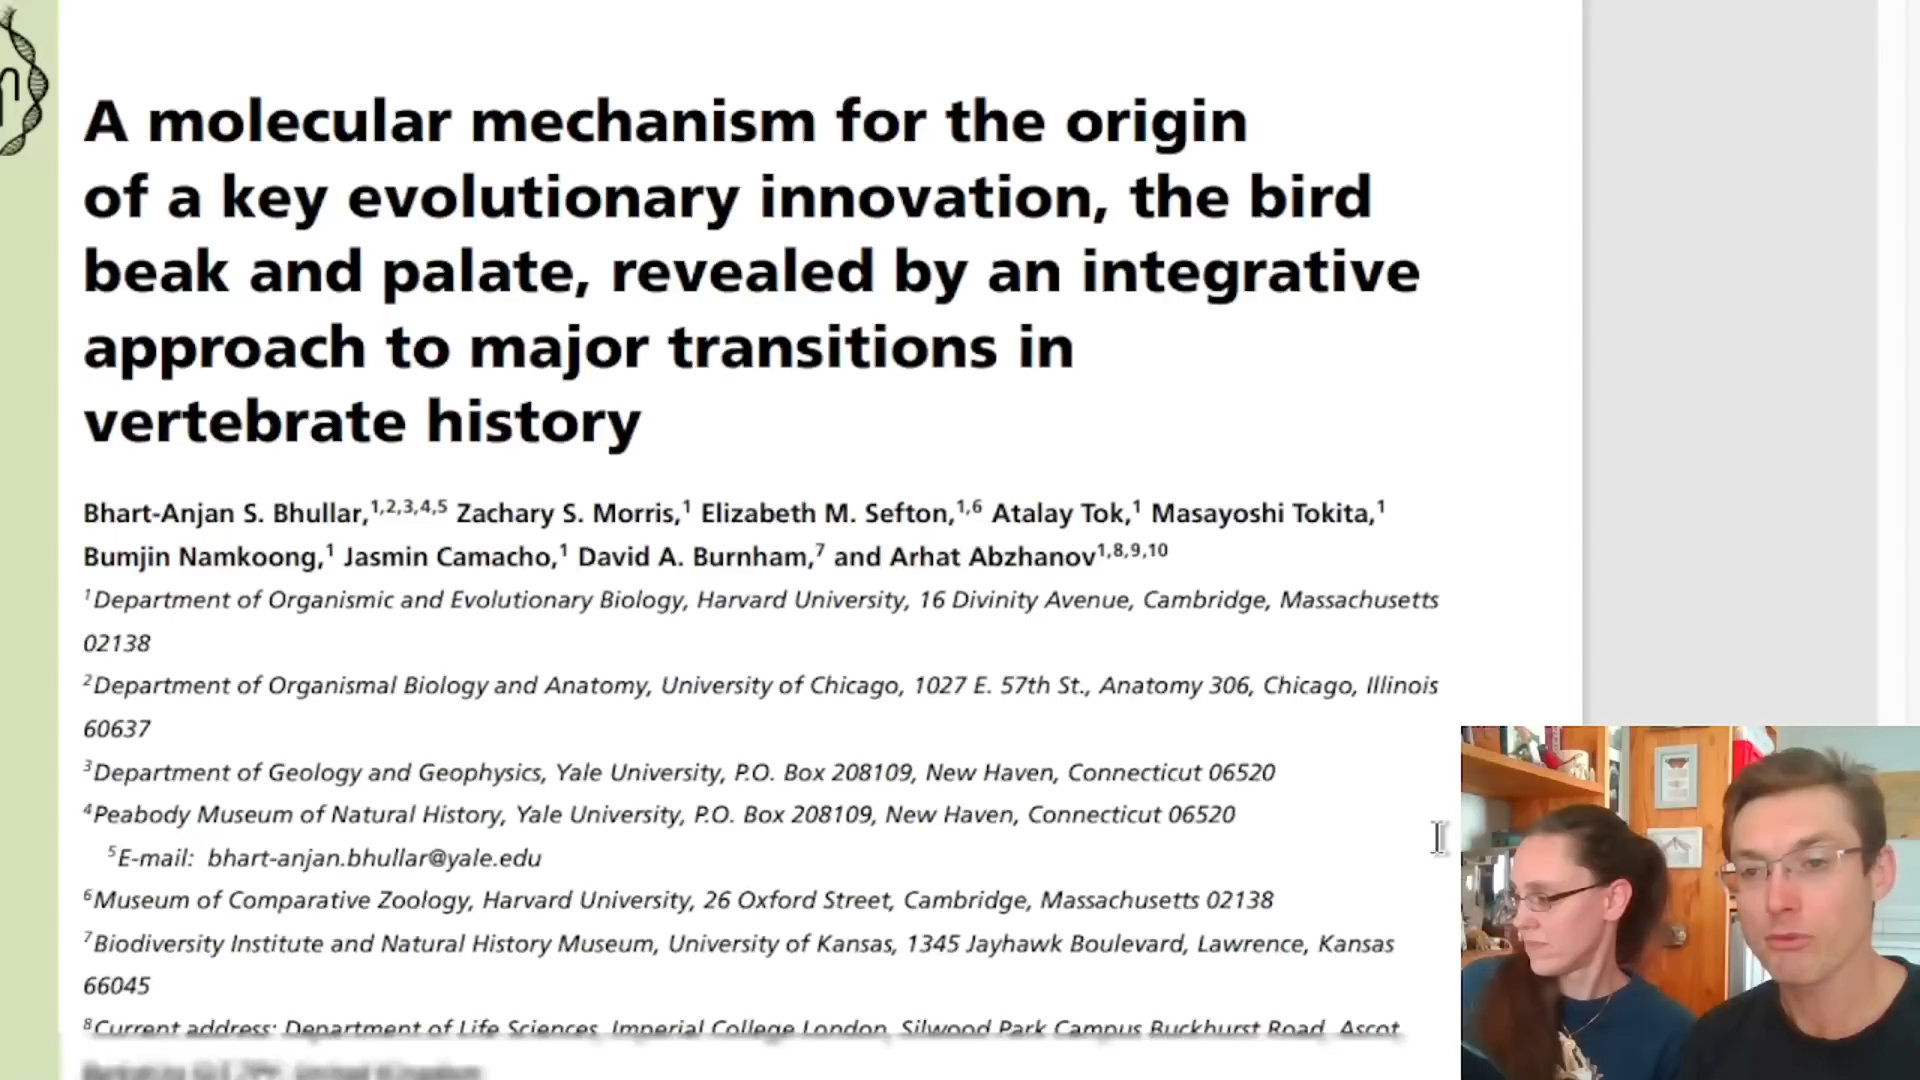 A molecular mechanism for the origin
of a key evolutionary innovation, the bird
beak and palate, revealed by an integrative
approach to major transitions in
vertebrate history
Bhart-Anjan S. Bhullar,1,2,3,4,5 Zachary S. Morris,1 Elizabeth M. Sefton,1,6 Atalay Tok,1 Masayoshi Tokita,1
Bumjin Namkoong,1 Jasmin Camacho,1 David A. Burnham,7 and Arhat Abzhanov1,8,9,10
1Department of Organismic and Evolutionary Biology, Harvard University, 16 Divinity Avenue, Cambridge, Massachusetts
02138
2Department of Organismal Biology and Anatomy, University of Chicago, 1027 E. 57th St., Anatomy 306, Chicago, Illinois
60637
3Department of Geology and Geophysics, Yale University, P.O. Box 208109, New Haven, Connecticut 06520
4Peabody Museum of Natural History, Yale University, P.O. Box 208109, New Haven, Connecticut 06520
5E-mail: bhart-anjan.bhullar@yale.edu
6Museum of Comparative Zoology, Harvard University, 26 Oxford Street, Cambridge, Massachusetts 02138
7Biodiversity Institute and Natural History Museum, University of Kansas, 1345 Jayhawk Boulevard, Lawrence, Kansas
66045
8Current address: Department of Life Sciences, Imperial College London, Silwood Park Campus Buckhurst Road, Ascot,